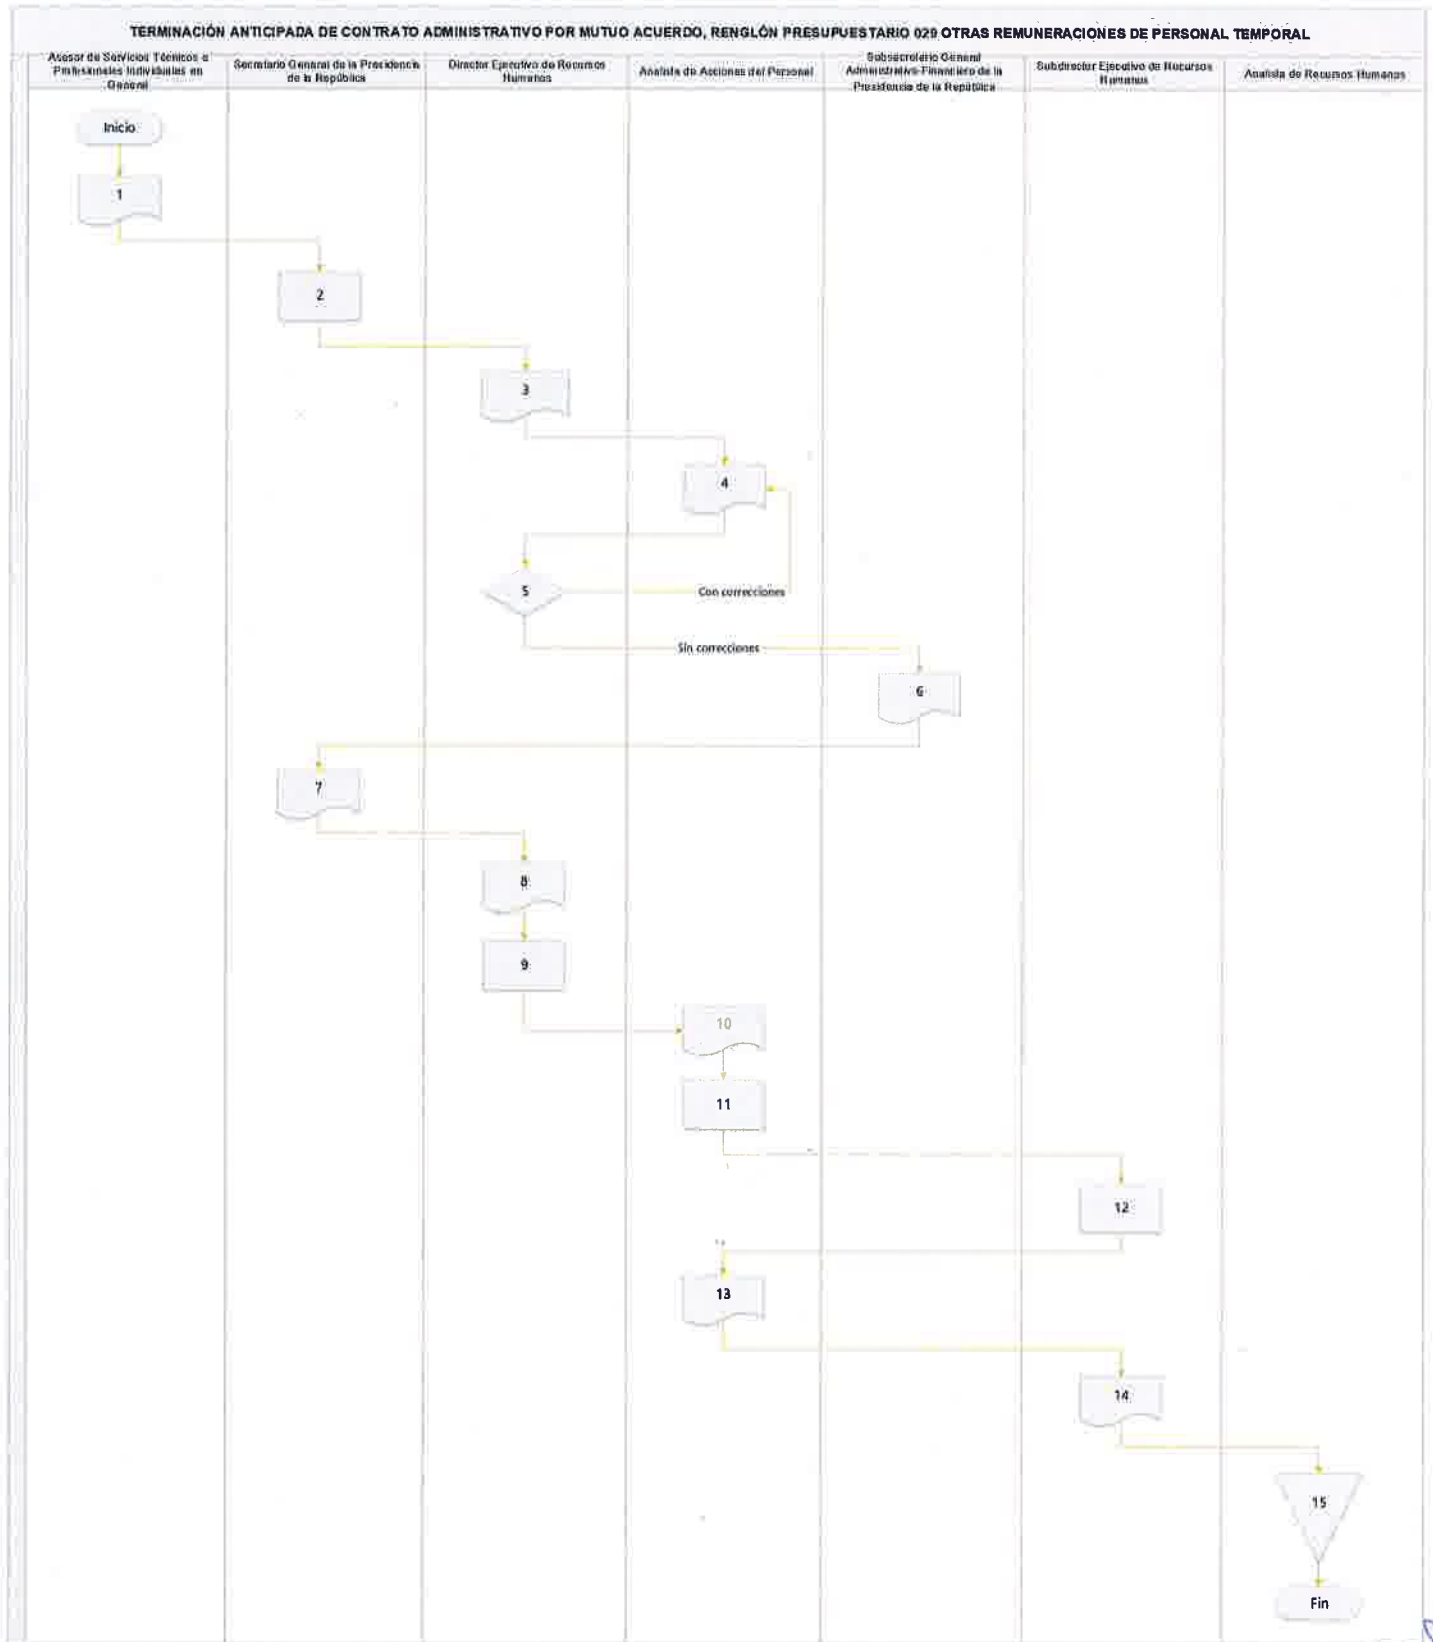 TERMINACIÓN ANTICIPADA DE CONTRATO ADMINISTRATIVO POR MUTUO ACUERDO, RENGLÓN PRESUPUESTARIO 029 OTRAS REMUNERACIONES DE PERSONAL TEMPORAL
Asesor de Servicios Técnicos o
Profesionales Individuales en
General
Secretario General de la Presidencia
de la República
Director Ejecutivo de Recursos
Humanos
Analista de Acciones del Personal
Subsecretario General
Administrativo-Financiero de la
Presidencia de la República
Subdirector Ejecutivo de Recursos
Humanos
Analista de Recursos Humanos
Inicio
1
2
3
4
5
Con correcciones
Sin correcciones
6
7
8
9
10
11
12
13
14
15
Fin